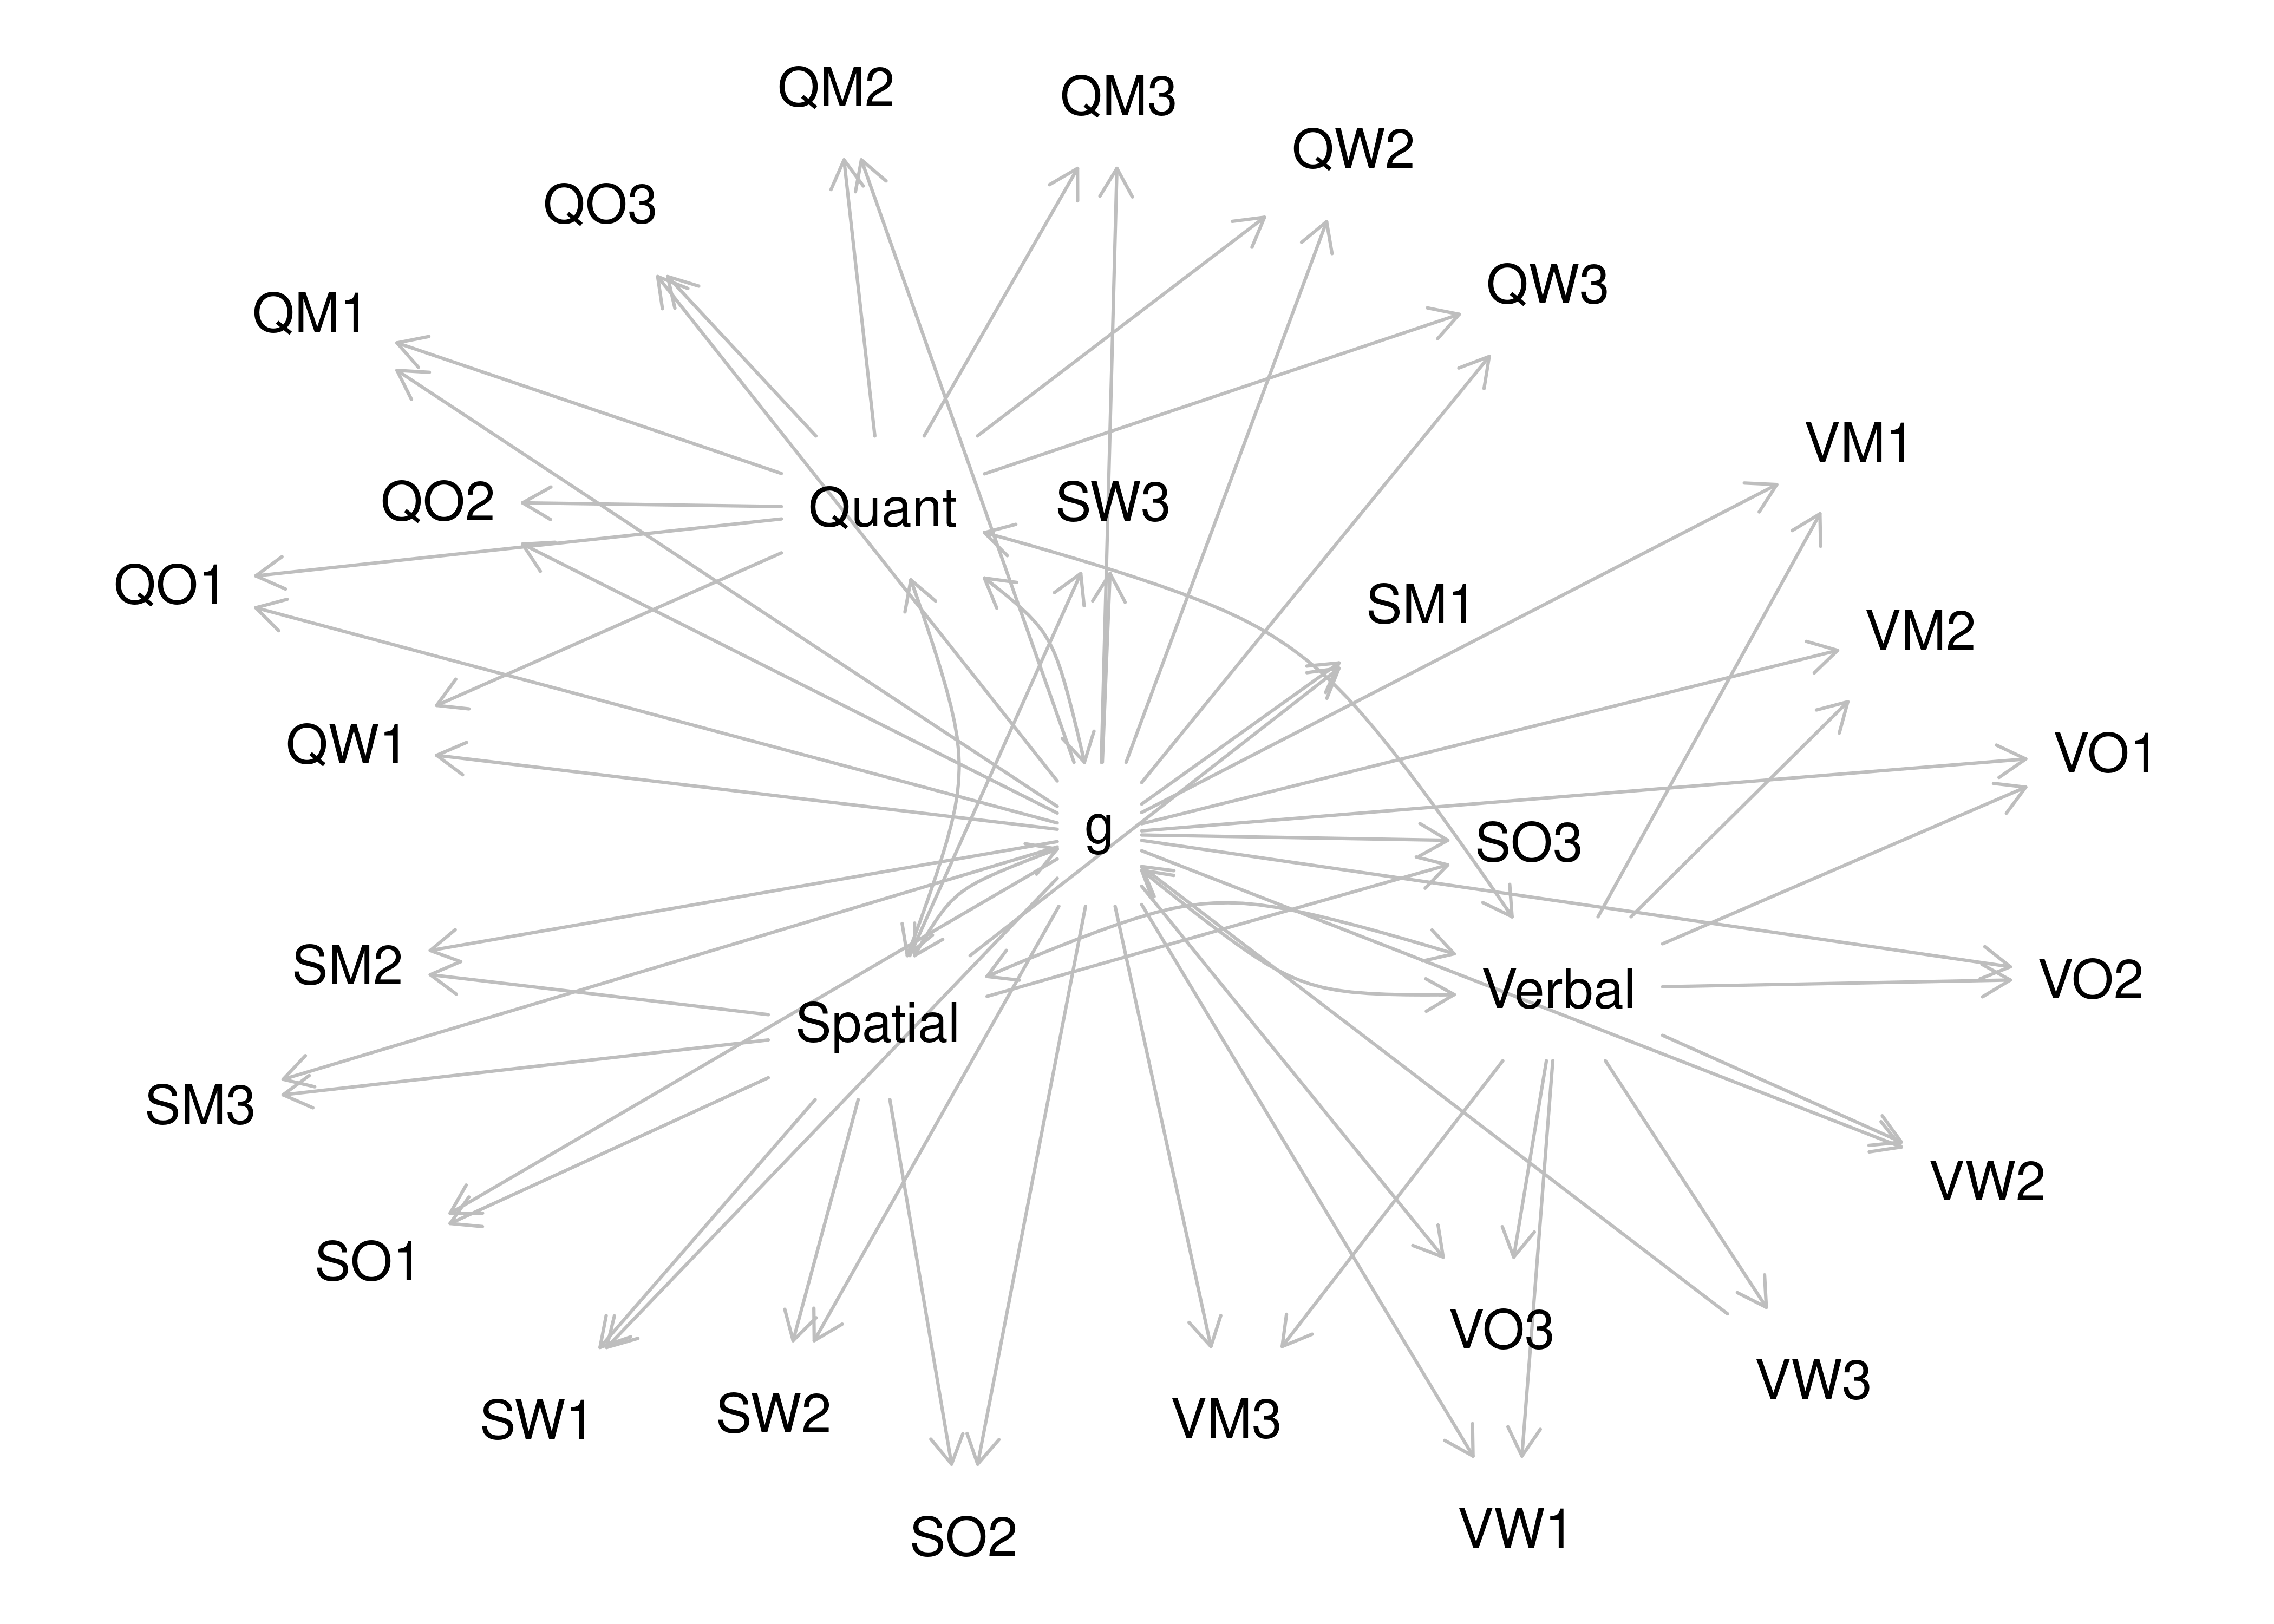 QM2
QM3
QW2
QO3
QW3
QM1
VM1
QO2
Quant
SW3
QO1
SM1
VM2
QW1
VO1
g
SO3
SM2
VO2
Verbal
Spatial
SM3
VW2
SO1
VO3
VW3
SW1
SW2
VM3
VW1
SO2